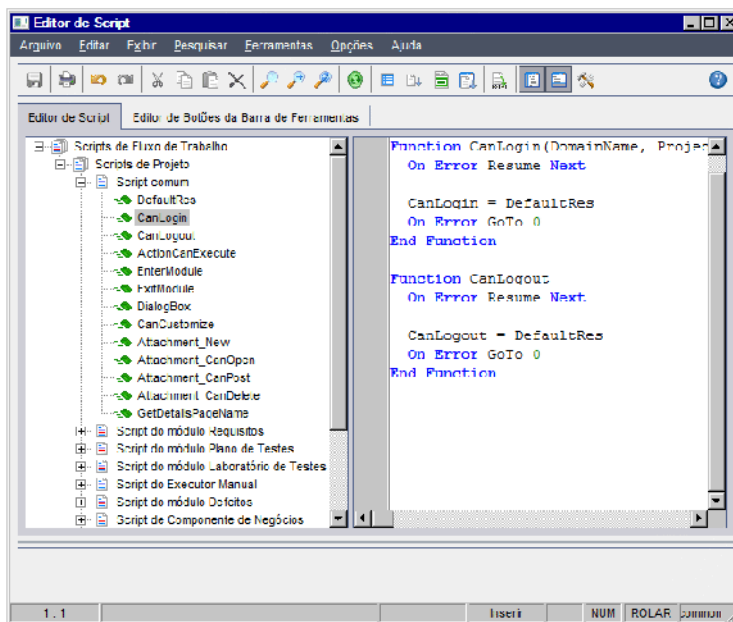 Editor de Script
Arquivo Editar Exibir Pesquisar Ferramentas Opções Ajuda
Editor de Script Editor de Botões da Barra de Ferramentas
Scripts de Fluxo de Trabalho
Scripts de Projeto
Script comum
DefaultRes
CanLogin
CanLogout
ActionCanExecute
EnterModule
ExitModule
DialogBox
CanCustomize
Attachment_New
Attachment_CanOpen
Attachment_CanPost
Attachment_CanDelete
GetDetailsPageName
Script do módulo Requisitos
Script do módulo Plano de Testes
Script do módulo Laboratório de Testes
Script do Executor Manual
Script do módulo Defeitos
Script de Componente de Negócios
Function CanLogin(DomainName, Projec
On Error Resume Next
CanLogin = DefaultRes
On Error GoTo 0
End Function
Function CanLogout
On Error Resume Next
CanLogout = DefaultRes
On Error GoTo 0
End Function
1 . 1 Inserir NUM ROLAR common